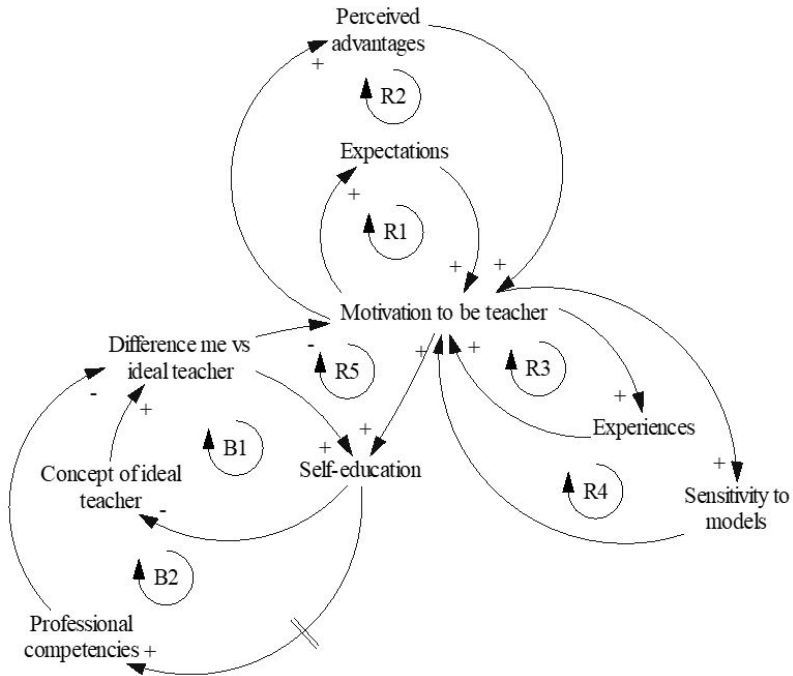 Perceived
advantages
+
R2
Expectations
+
R1
+
+
Motivation to be teacher
Difference me vs
ideal teacher
-
R5
+
+
R3
-
+
+
Experiences
B1
+
+
Self-education
Concept of ideal
teacher
-
R4
+
Sensitivity to
models
B2
Professional
competencies +